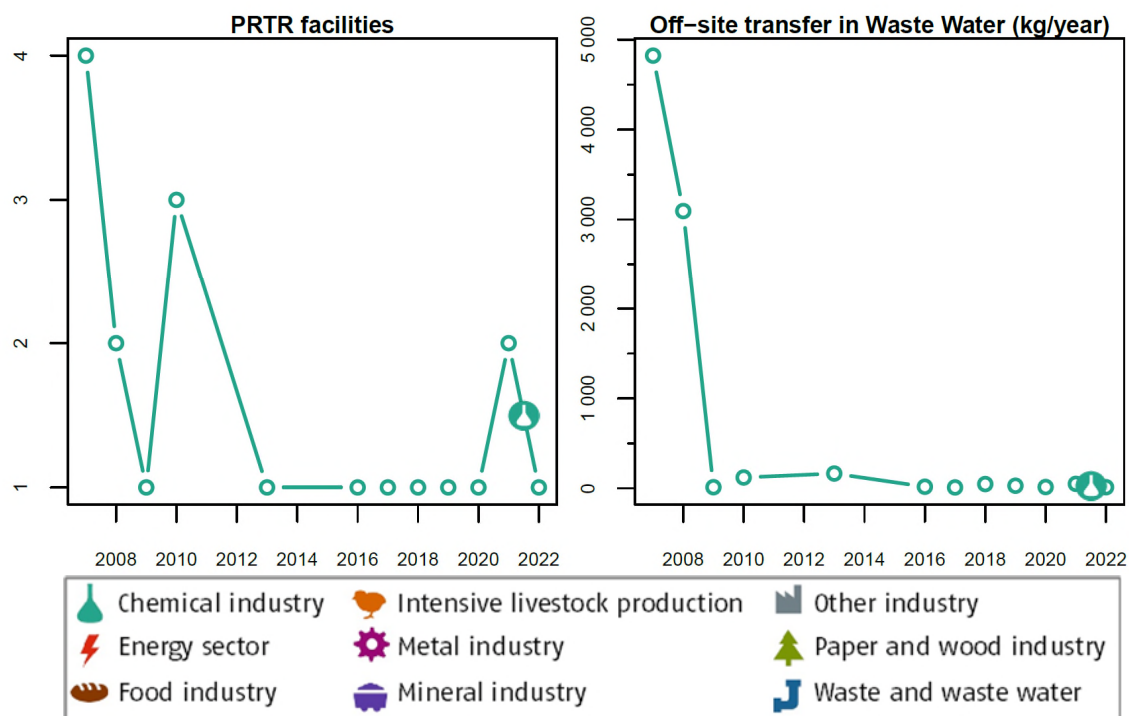 PRTR facilities
4
3
2
1
2008 2010 2012 2014 2016 2018 2020 2022
Off−site transfer in Waste Water (kg/year)
5 000
4 000
3 000
2 000
1 000
0
2008 2010 2012 2014 2016 2018 2020 2022
Chemical industry Intensive livestock production Other industry
Energy sector Metal industry Paper and wood industry
Food industry Mineral industry Waste and waste water